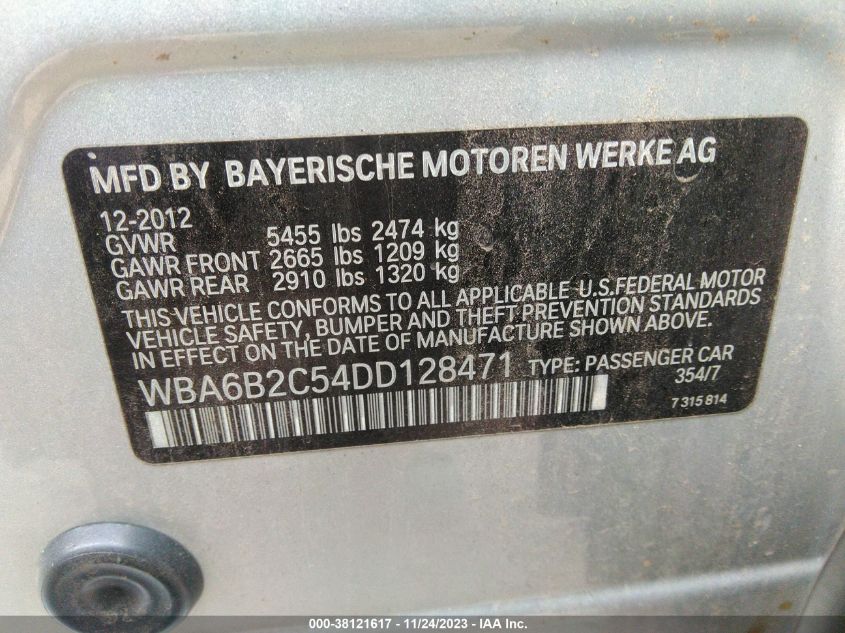 MFD BY BAYERISCHE MOTOREN WERKE AG
12-2012
GVWR 5455 lbs 2474 kg
GAWR FRONT 2665 lbs 1209 kg
GAWR REAR 2910 lbs 1320 kg
THIS VEHICLE CONFORMS TO ALL APPLICABLE U.S.FEDERAL MOTOR
VEHICLE SAFETY, BUMPER AND THEFT PREVENTION STANDARDS
IN EFFECT ON THE DATE OF MANUFACTURE SHOWN ABOVE.
WBA6B2C54DD128471 TYPE: PASSENGER CAR
354/7
7 315 814
000-38121617 - 11/24/2023 - IAA Inc.